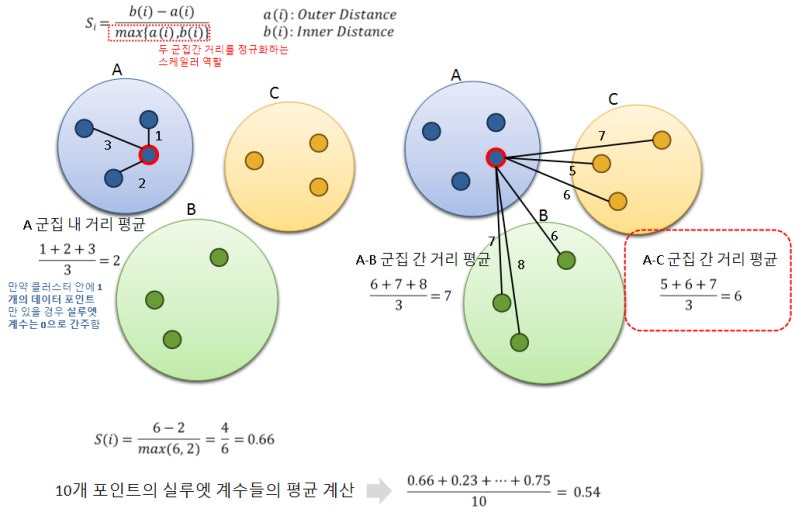 S_i = \frac{b(i) - a(i)}{max{a(i),b(i)}}
a(i): Outer Distance
b(i): Inner Distance
두 군집간 거리를 정규화하는
스케일러 역할
A
C
1
3
2
A 군집 내 거리 평균
\frac{1+2+3}{3} = 2
만약 클러스터 안에 1
개의 데이터 포인트
만 있을 경우 실루엣
계수는 0으로 간주함
B
A
C
7
5
6
B
7
6
8
A-B 군집 간 거리 평균
\frac{6+7+8}{3} = 7
A-C 군집 간 거리 평균
\frac{5+6+7}{3} = 6
S(i) = \frac{6-2}{max(6,2)} = \frac{4}{6} = 0.66
10개 포인트의 실루엣 계수들의 평균 계산
\frac{0.66+0.23+⋯+0.75}{10} = 0.54